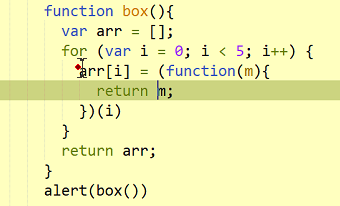 function box(){
var arr = [];
for (var i = 0; i < 5; i++) {
arr[i] = (function(m){
return m;
})(i)
}
return arr;
}
alert(box())